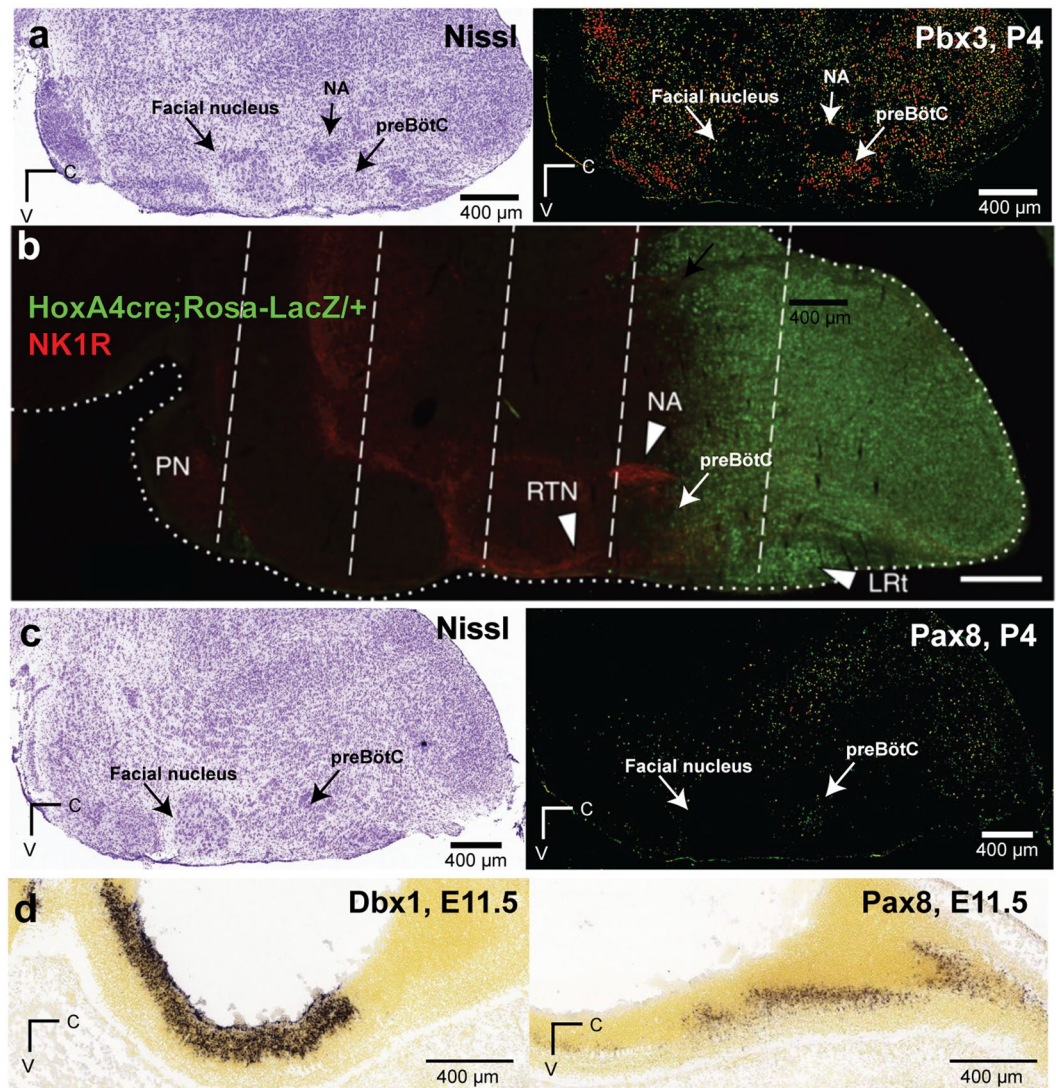 a
Nissl
Facial nucleus
NA
preBötC
C
V
400 µm
Pbx3, P4
Facial nucleus
NA
preBötC
C
V
400 µm
b
HoxA4cre;Rosa-LacZ/+
NK1R
400 µm
NA
preBötC
PN
RTN
LRt
c
Nissl
Facial nucleus
preBötC
C
V
400 µm
Pax8, P4
Facial nucleus
preBötC
C
V
400 µm
d
Dbx1, E11.5
C
V
400 µm
Pax8, E11.5
C
V
400 µm